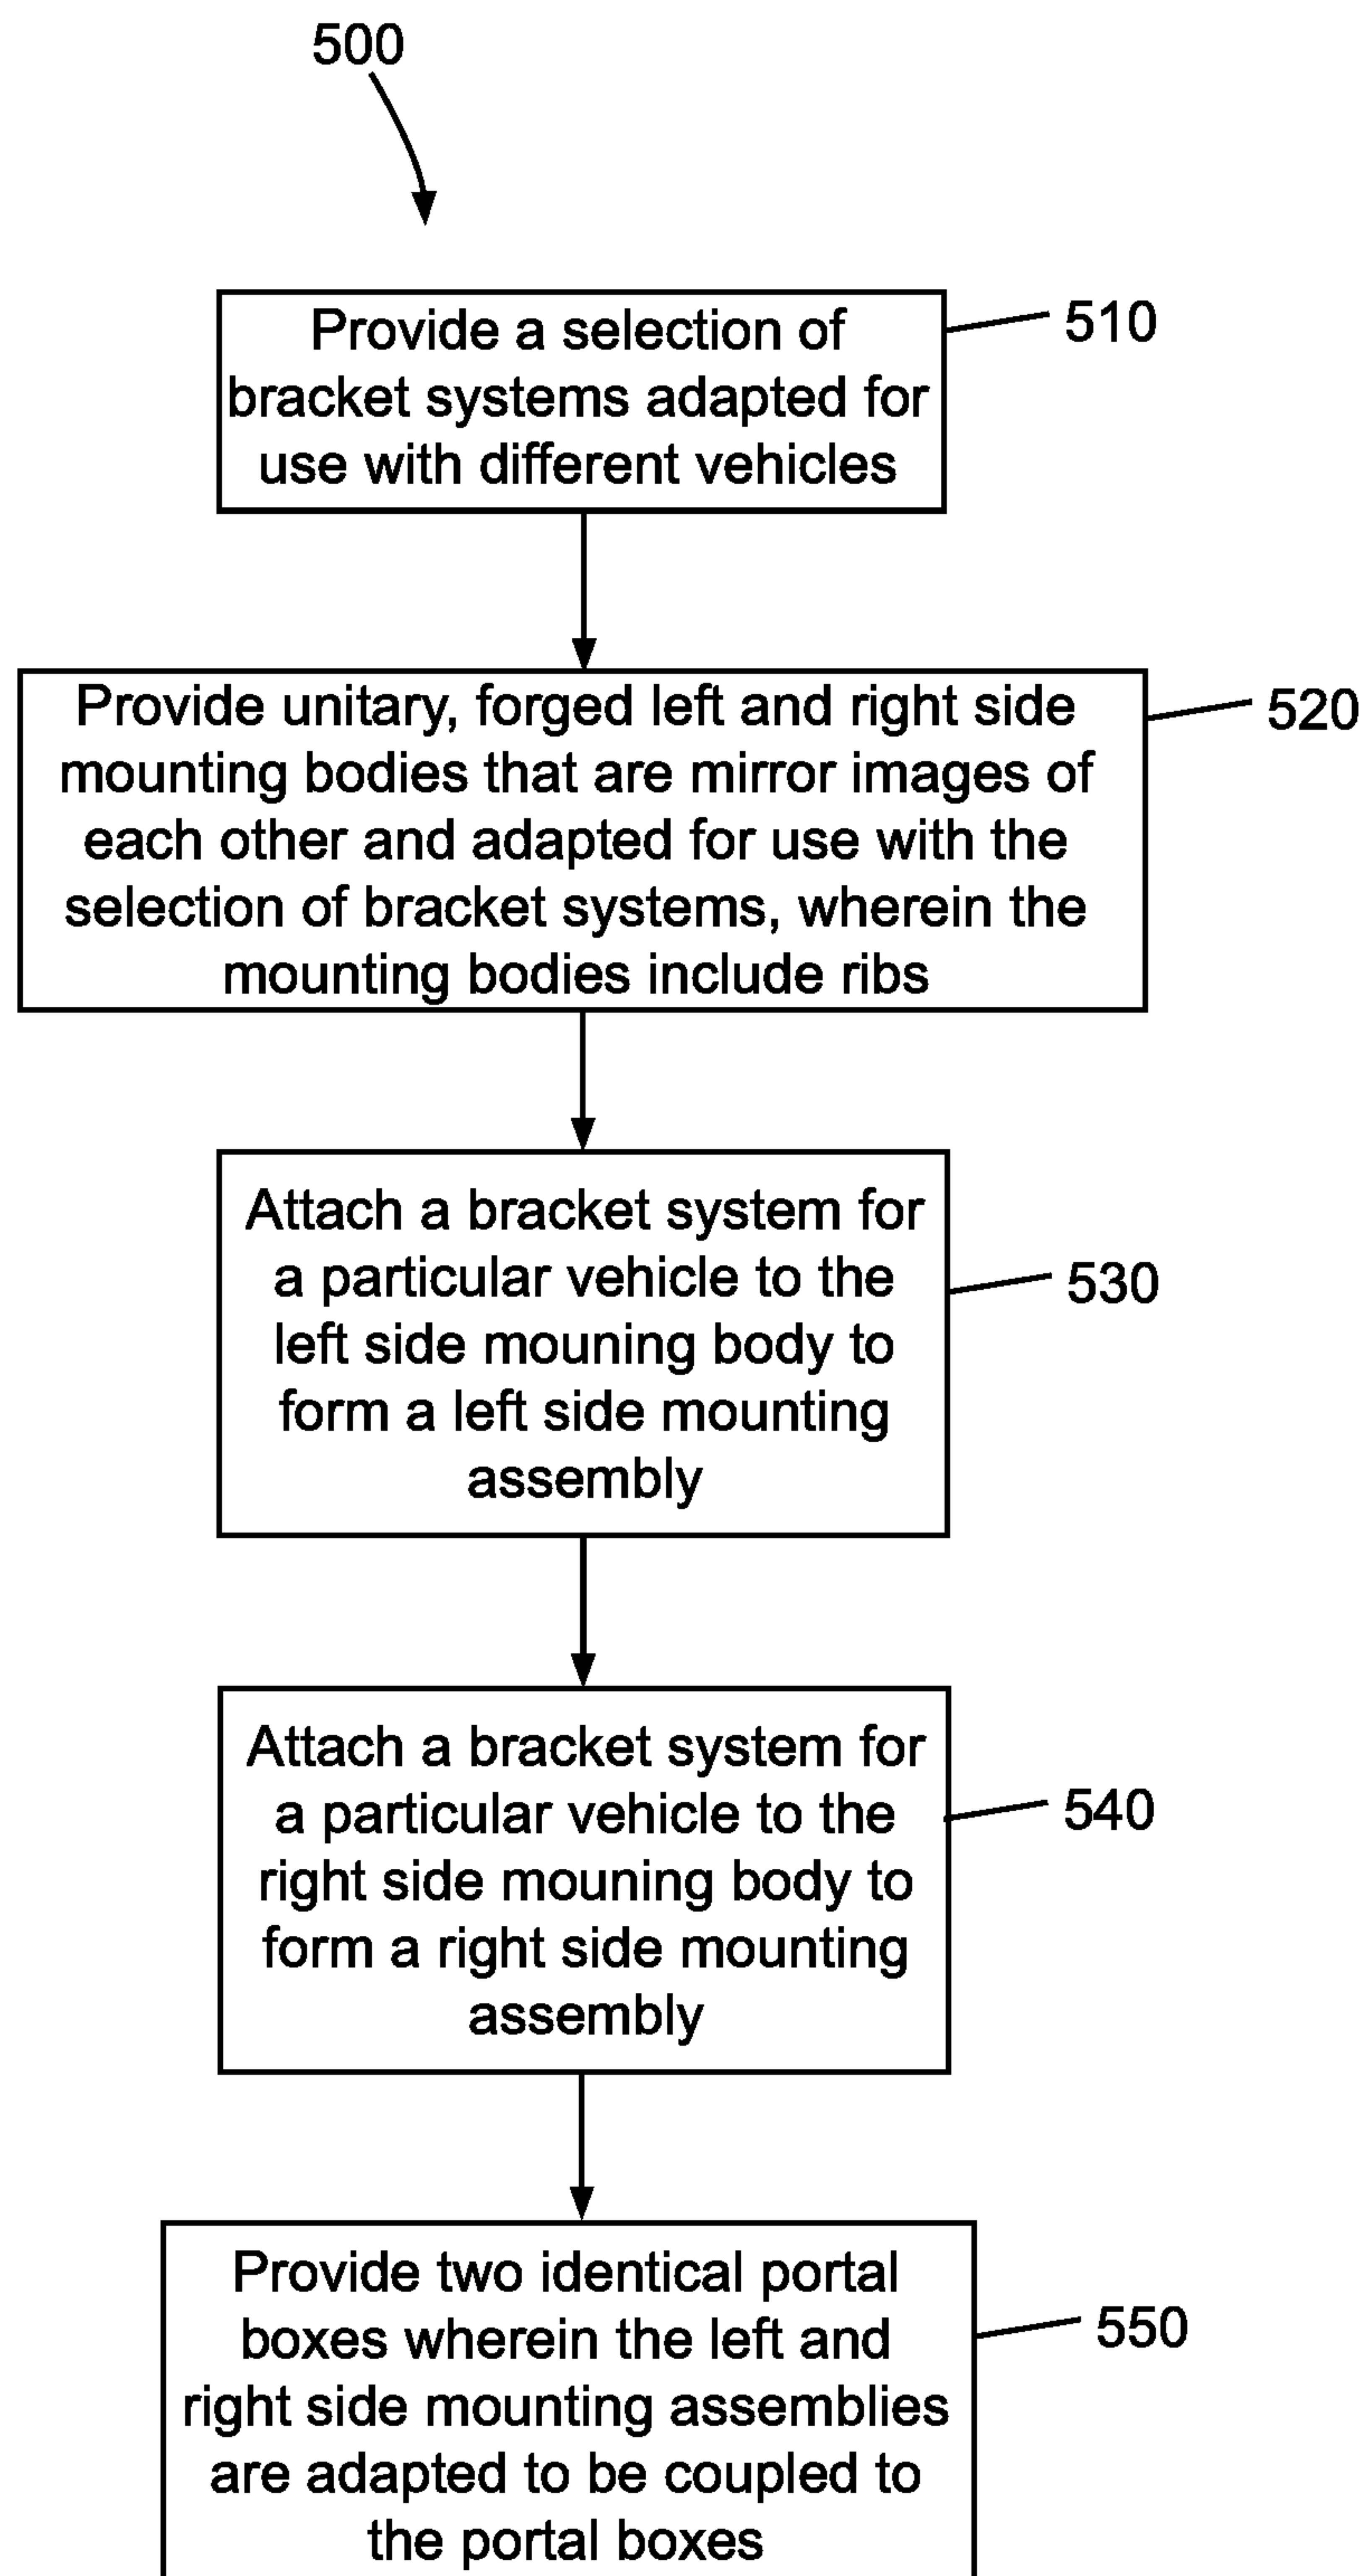 500
Provide a selection of
bracket systems adapted for
use with different vehicles
510
Provide unitary, forged left and right side
mounting bodies that are mirror images of
each other and adapted for use with the
selection of bracket systems, wherein the
mounting bodies include ribs
520
Attach a bracket system for
a particular vehicle to the
left side mouning body to
form a left side mounting
assembly
530
Attach a bracket system for
a particular vehicle to the
right side mouning body to
form a right side mounting
assembly
540
Provide two identical portal
boxes wherein the left and
right side mounting assemblies
are adapted to be coupled to
the portal boxes
550